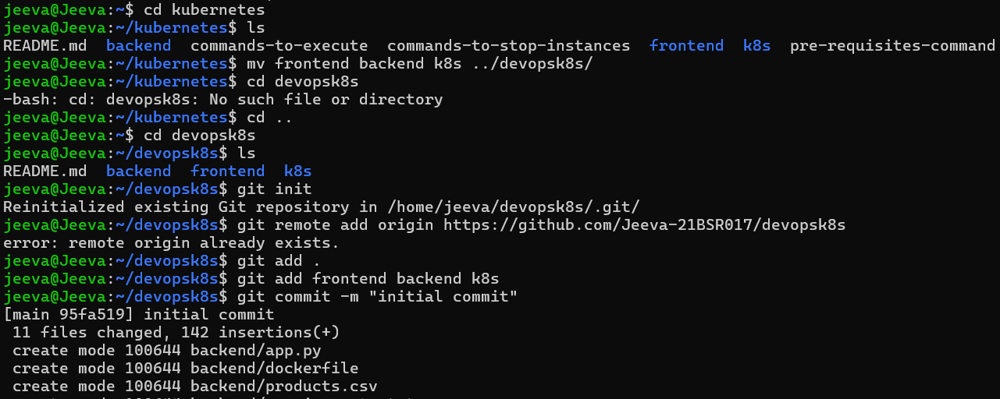 jeeva@Jeeva:~$ cd kubernetes
jeeva@Jeeva:~/kubernetes$ ls
README.md  backend  commands-to-execute  commands-to-stop-instances  frontend  k8s  pre-requisites-command
jeeva@Jeeva:~/kubernetes$ mv frontend backend k8s ../devopsk8s/
jeeva@Jeeva:~/kubernetes$ cd devopsk8s
-bash: cd: devopsk8s: No such file or directory
jeeva@Jeeva:~/kubernetes$ cd ..
jeeva@Jeeva:~$ cd devopsk8s
jeeva@Jeeva:~/devopsk8s$ ls
README.md  backend  frontend  k8s
jeeva@Jeeva:~/devopsk8s$ git init
Reinitialized existing Git repository in /home/jeeva/devopsk8s/.git/
jeeva@Jeeva:~/devopsk8s$ git remote add origin https://github.com/Jeeva-21BSR017/devopsk8s
error: remote origin already exists.
jeeva@Jeeva:~/devopsk8s$ git add .
jeeva@Jeeva:~/devopsk8s$ git add frontend backend k8s
jeeva@Jeeva:~/devopsk8s$ git commit -m "initial commit"
[main 95fa519] initial commit
 11 files changed, 142 insertions(+)
 create mode 100644 backend/app.py
 create mode 100644 backend/dockerfile
 create mode 100644 backend/products.csv